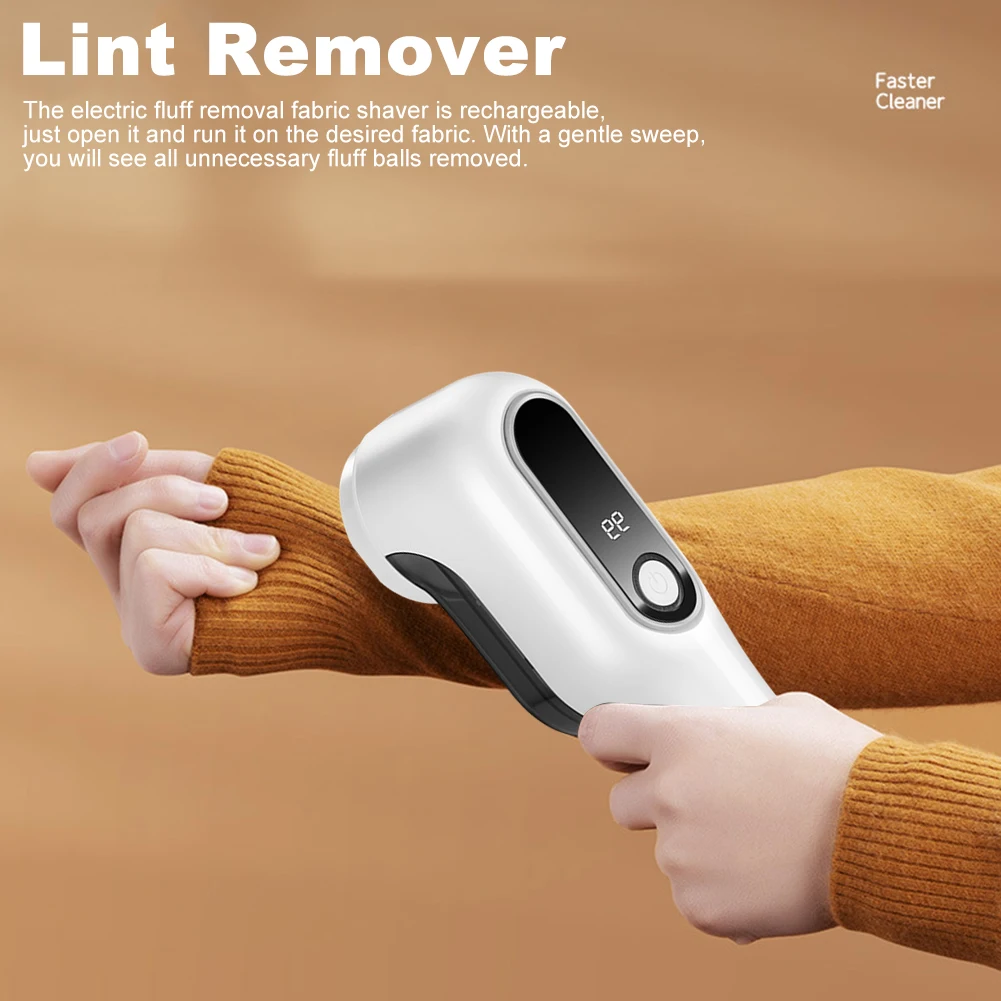 Lint Remover
The electric fluff removal fabric shaver is rechargeable,
just open it and run it on the desired fabric. With a gentle sweep,
you will see all unnecessary fluff balls removed.
Faster
Cleaner
99